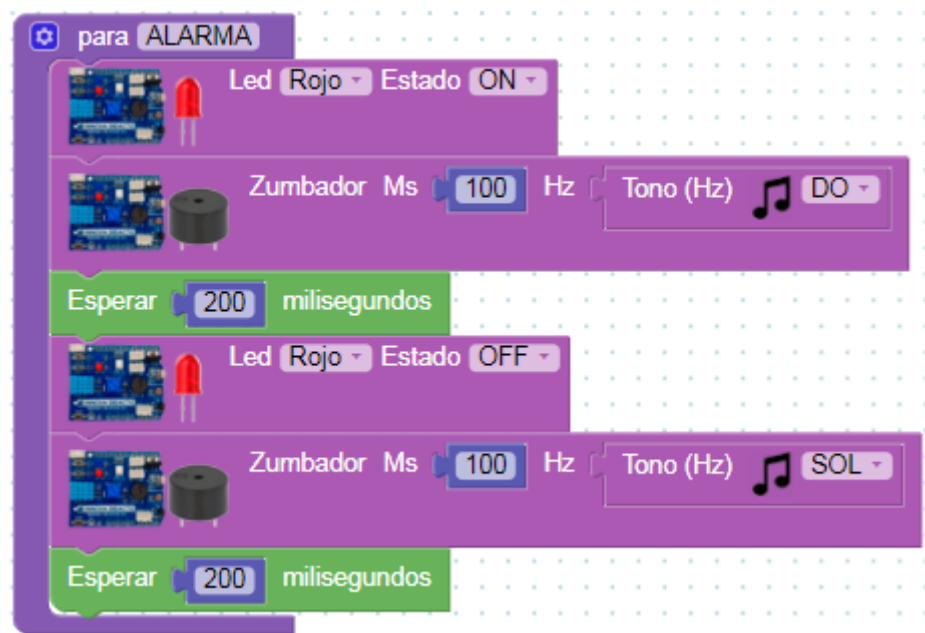 para ALARMA
Led Rojo Estado ON
Zumbador Ms 100 Hz Tono (Hz) DO
Esperar 200 milisegundos
Led Rojo Estado OFF
Zumbador Ms 100 Hz Tono (Hz) SOL
Esperar 200 milisegundos